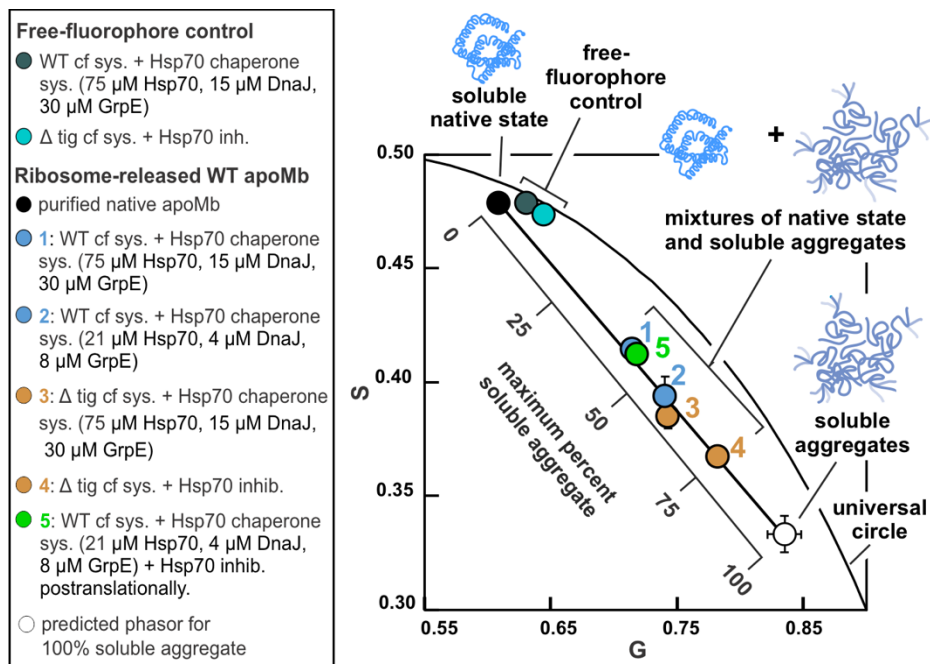 Free-fluorophore control
WT cf sys. + Hsp70 chaperone
sys. (75 µM Hsp70, 15 µM DnaJ,
30 µM GrpE)
Δ tig cf sys. + Hsp70 inh.
Ribosome-released WT apoMb
purified native apoMb
1: WT cf sys. + Hsp70 chaperone
sys. (75 µM Hsp70, 15 µM DnaJ,
30 µM GrpE)
2: WT cf sys. + Hsp70 chaperone
sys. (21 µM Hsp70, 4 µM DnaJ,
8 µM GrpE)
3: Δ tig cf sys. + Hsp70 chaperone
sys. (75 µM Hsp70, 15 µM DnaJ,
30 µM GrpE)
4: Δ tig cf sys. + Hsp70 inhib.
5: WT cf sys. + Hsp70 chaperone
sys. (21 µM Hsp70, 4 µM DnaJ,
8 µM GrpE) + Hsp70 inhib.
postranslationally.
predicted phasor for
100% soluble aggregate
soluble
native state
free-
fluorophore
control
+
mixtures of native state
and soluble aggregates
soluble
aggregates
universal
circle
maximum percent
soluble aggregate
0
25
50
75
100
1
5
2
3
4
S
0.50
0.45
0.40
0.35
0.30
0.55
0.65
0.75
0.85
G